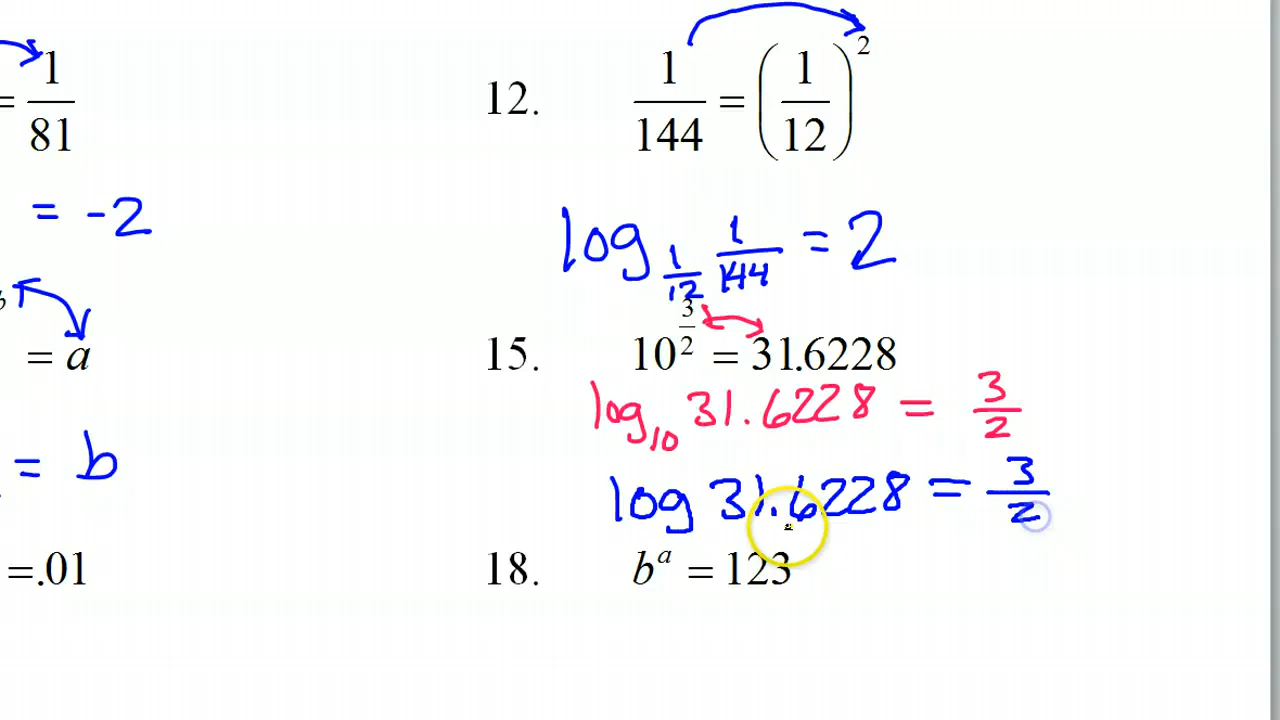 = 1/81
12. 1/144 = (1/12)²
= -2
log_{1/12} 1/144 = 2
= a
15. 10^{3/2} = 31.6228
log_{10} 31.6228 = 3/2
= b
log 31.6228 = 3/2
=.01
18. b^a = 123